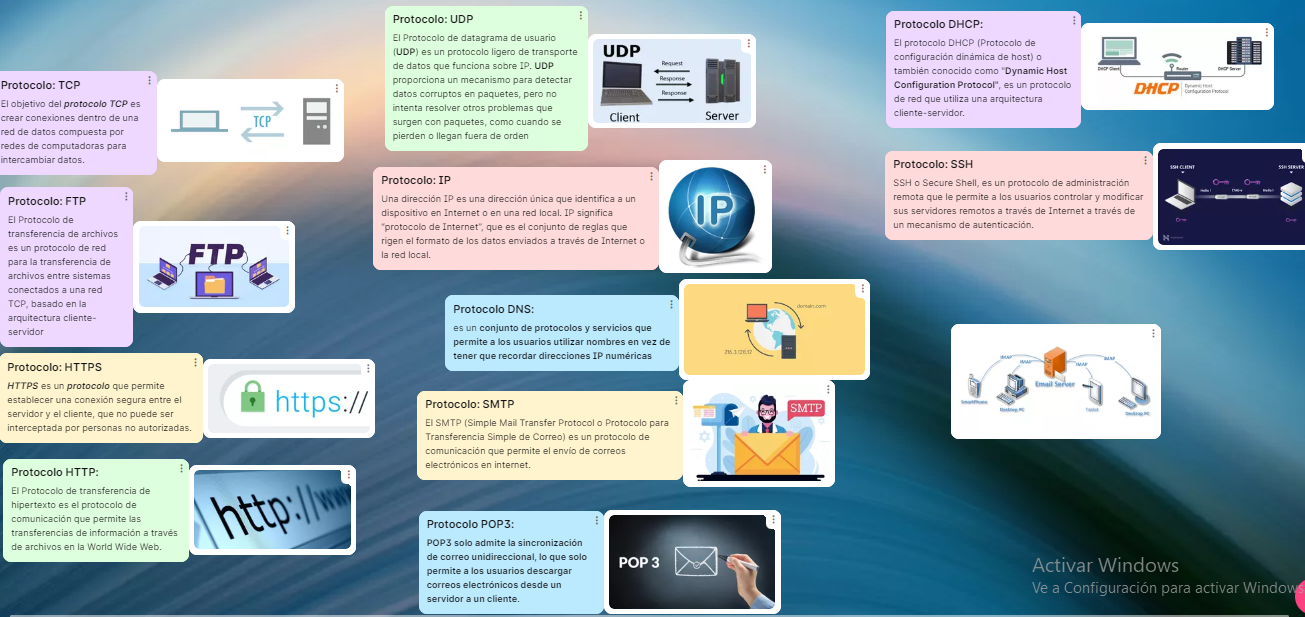 Protocolo: TCP
El objetivo del protocolo TCP es
crear conexiones dentro de una
red de datos compuesta por
redes de computadoras para
intercambiar datos.
TCP
Protocolo: FTP
El Protocolo de
transferencia de archivos
es un protocolo de red
para la transferencia de
archivos entre sistemas
conectados a una red
TCP, basado en la
arquitectura cliente-
servidor
FTP
Protocolo: HTTPS
HTTPS es un protocolo que permite
establecer una conexión segura entre el
servidor y el cliente, que no puede ser
interceptada por personas no autorizadas.
https://
Protocolo HTTP:
El Protocolo de transferencia de
hipertexto es el protocolo de
comunicación que permite las
transferencias de información a través
de archivos en la World Wide Web.
http://ww
Protocolo: UDP
El Protocolo de datagrama de usuario
(UDP) es un protocolo ligero de transporte
de datos que funciona sobre IP. UDP
proporciona un mecanismo para detectar
datos corruptos en paquetes, pero no
intenta resolver otros problemas que
surgen con paquetes, como cuando se
pierden o llegan fuera de orden
UDP
Request
Response
Response
Client
Server
Protocolo: IP
Una dirección IP es una dirección única que identifica a un
dispositivo en Internet o en una red local. IP significa
"protocolo de Internet", que es el conjunto de reglas que
rigen el formato de los datos enviados a través de Internet o
la red local.
IP
Protocolo DNS:
es un conjunto de protocolos y servicios que
permite a los usuarios utilizar nombres en vez de
tener que recordar direcciones IP numéricas
domain.com
Protocolo: SMTP
El SMTP (Simple Mail Transfer Protocol o Protocolo para
Transferencia Simple de Correo) es un protocolo de
comunicación que permite el envío de correos
electrónicos en internet.
SMTP
Protocolo POP3:
POP3 solo admite la sincronización
de correo unidireccional, lo que solo
permite a los usuarios descargar
correos electrónicos desde un
servidor a un cliente.
POP 3
Protocolo DHCP:
El protocolo DHCP (Protocolo de
configuración dinámica de host) o
también conocido como "Dynamic Host
Configuration Protocol", es un protocolo
de red que utiliza una arquitectura
cliente-servidor.
DHCP Client
Router
DHCP Server
DHCP
Dynamic Host
Configuration Protocol
Protocolo: SSH
SSH o Secure Shell, es un protocolo de administración
remota que le permite a los usuarios controlar y modificar
sus servidores remotos a través de Internet a través de
un mecanismo de autenticación.
SSH CLIENT
SSH SERVER
IMAP
IMAP
IMAP
Email Server
SmartPhone
Desktop PC
Tablet
Desktop PC
Activar Windows
Ve a Configuración para activar Windows